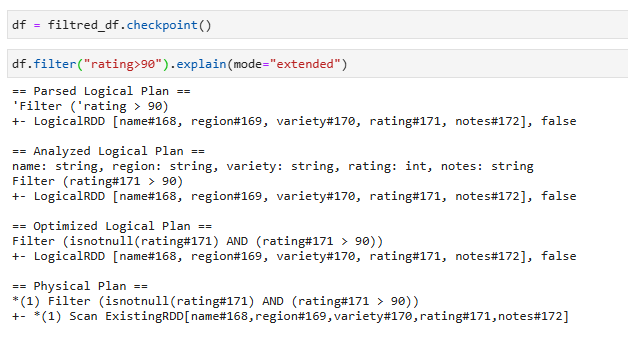 df = filtred_df.checkpoint()
df.filter("rating>90").explain(mode="extended")
== Parsed Logical Plan ==
'Filter ('rating > 90)
+- LogicalRDD [name#168, region#169, variety#170, rating#171, notes#172], false
== Analyzed Logical Plan ==
name: string, region: string, variety: string, rating: int, notes: string
Filter (rating#171 > 90)
+- LogicalRDD [name#168, region#169, variety#170, rating#171, notes#172], false
== Optimized Logical Plan ==
Filter (isnotnull(rating#171) AND (rating#171 > 90))
+- LogicalRDD [name#168, region#169, variety#170, rating#171, notes#172], false
== Physical Plan ==
*(1) Filter (isnotnull(rating#171) AND (rating#171 > 90))
+- *(1) Scan ExistingRDD[name#168,region#169,variety#170,rating#171,notes#172]